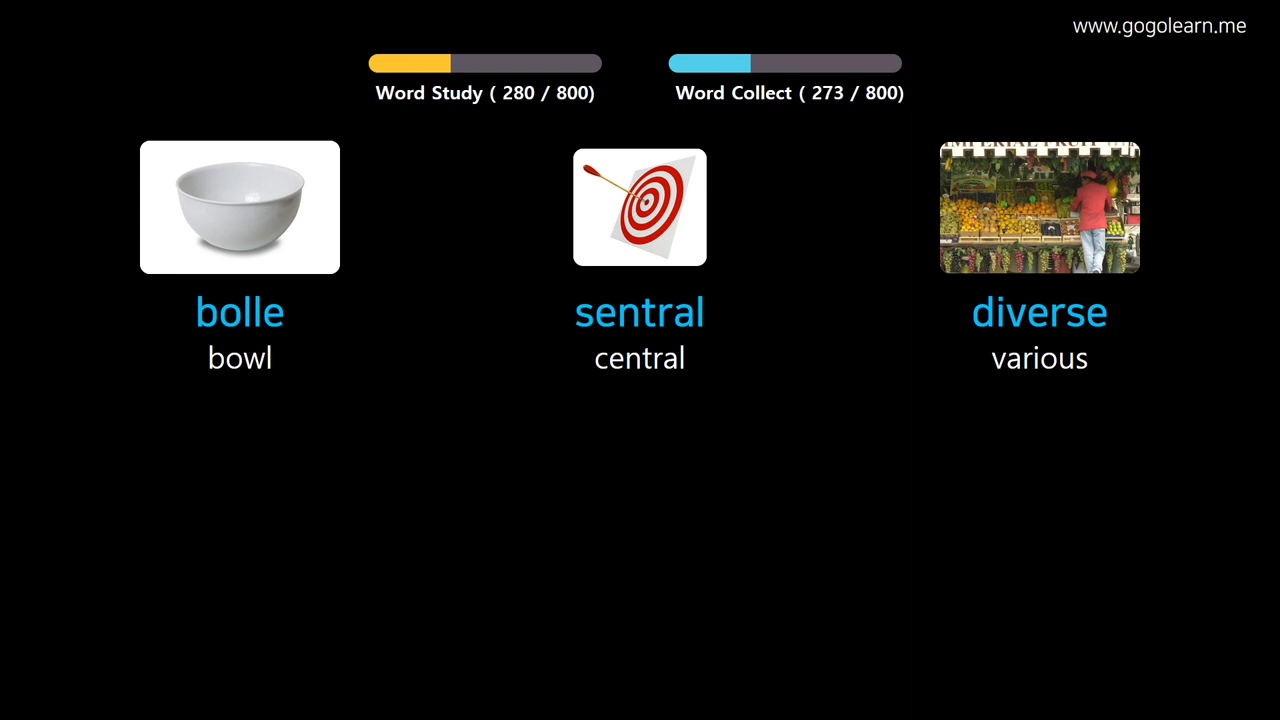 www.gogolearn.me
Word Study ( 280 / 800)
Word Collect ( 273 / 800)
bolle
bowl
sentral
central
diverse
various